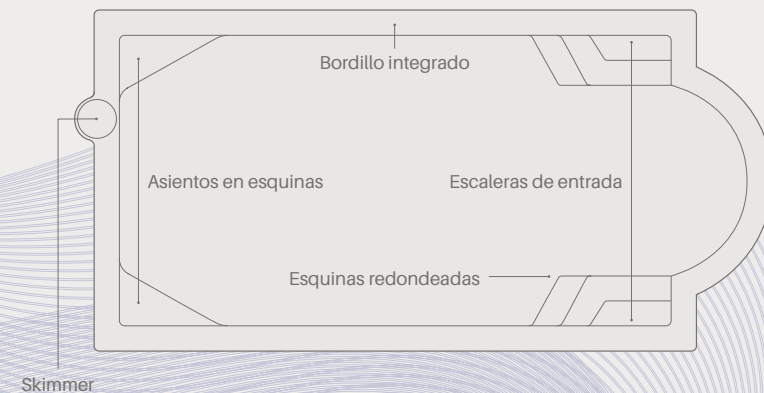 Bordillo integrado
Asientos en esquinas
Escaleras de entrada
Esquinas redondeadas
Skimmer